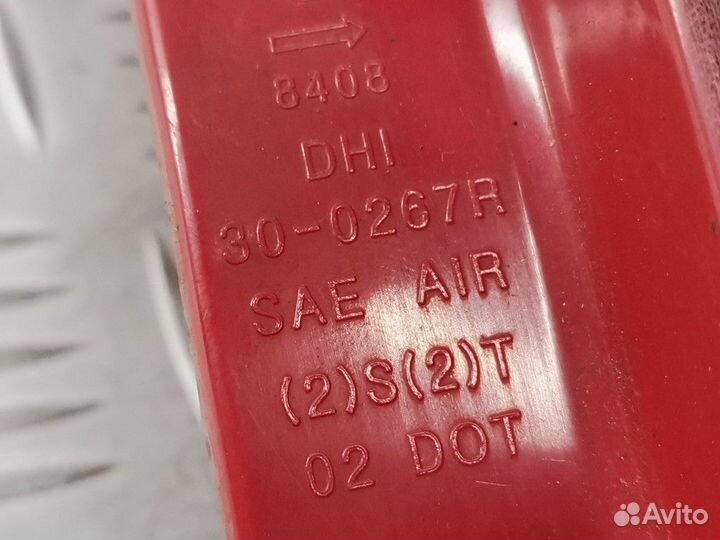 8408
DHI
30-0267R
SAE AIR
(2)S(2)T
02 DOT
Avito